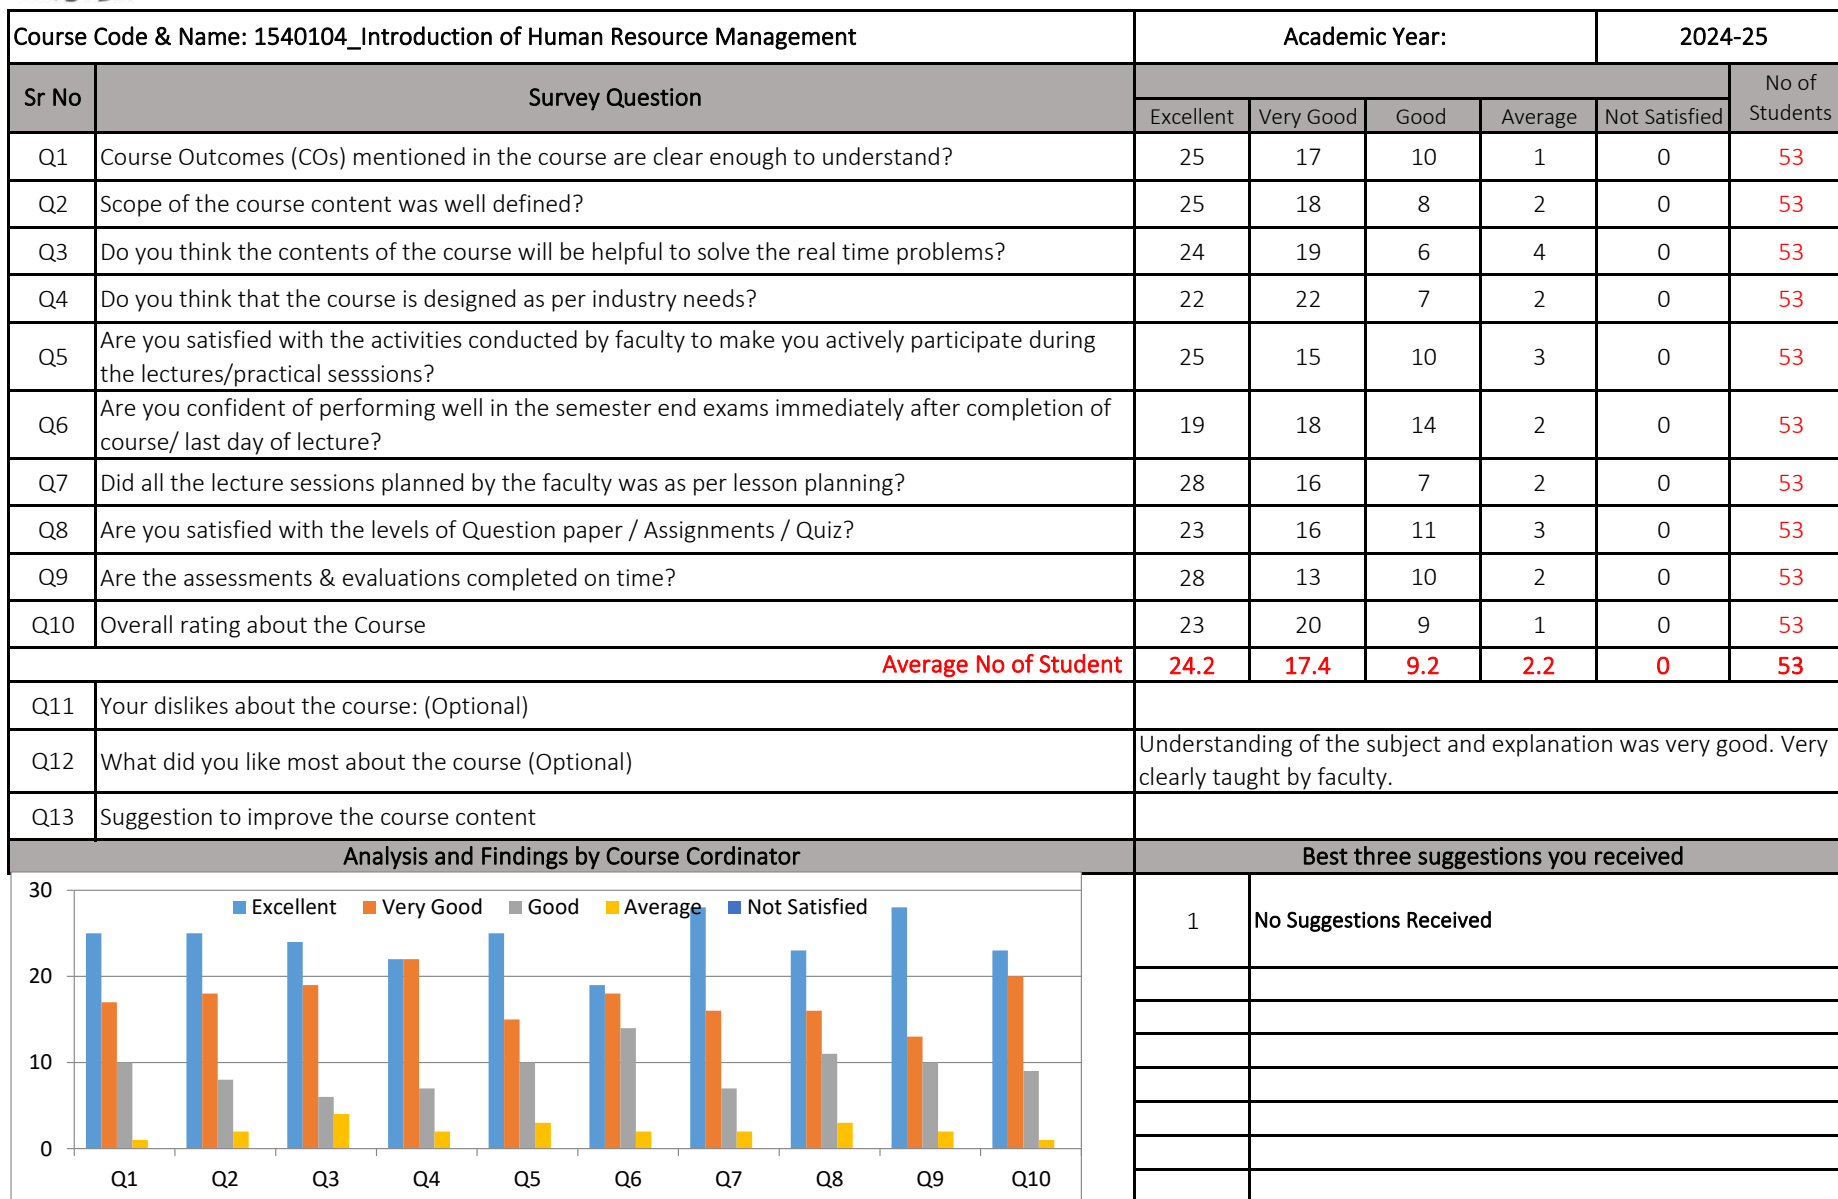 Course Code & Name: 1540104_Introduction of Human Resource Management Academic Year: 2024-25
Sr No Survey Question Excellent Very Good Good Average Not Satisfied No of Students
Q1 Course Outcomes (COs) mentioned in the course are clear enough to understand? 25 17 10 1 0 53
Q2 Scope of the course content was well defined? 25 18 8 2 0 53
Q3 Do you think the contents of the course will be helpful to solve the real time problems? 24 19 6 4 0 53
Q4 Do you think that the course is designed as per industry needs? 22 22 7 2 0 53
Q5 Are you satisfied with the activities conducted by faculty to make you actively participate during
the lectures/practical sesssions? 25 15 10 3 0 53
Q6 Are you confident of performing well in the semester end exams immediately after completion of
course/ last day of lecture? 19 18 14 2 0 53
Q7 Did all the lecture sessions planned by the faculty was as per lesson planning? 28 16 7 2 0 53
Q8 Are you satisfied with the levels of Question paper / Assignments / Quiz? 23 16 11 3 0 53
Q9 Are the assessments & evaluations completed on time? 28 13 10 2 0 53
Q10 Overall rating about the Course 23 20 9 1 0 53
Average No of Student 24.2 17.4 9.2 2.2 0 53
Q11 Your dislikes about the course: (Optional)
Q12 What did you like most about the course (Optional) Understanding of the subject and explanation was very good. Very
clearly taught by faculty.
Q13 Suggestion to improve the course content
Analysis and Findings by Course Cordinator Best three suggestions you received
30
Excellent Very Good Good Average Not Satisfied
1 No Suggestions Received
20
10
0
Q1 Q2 Q3 Q4 Q5 Q6 Q7 Q8 Q9 Q10